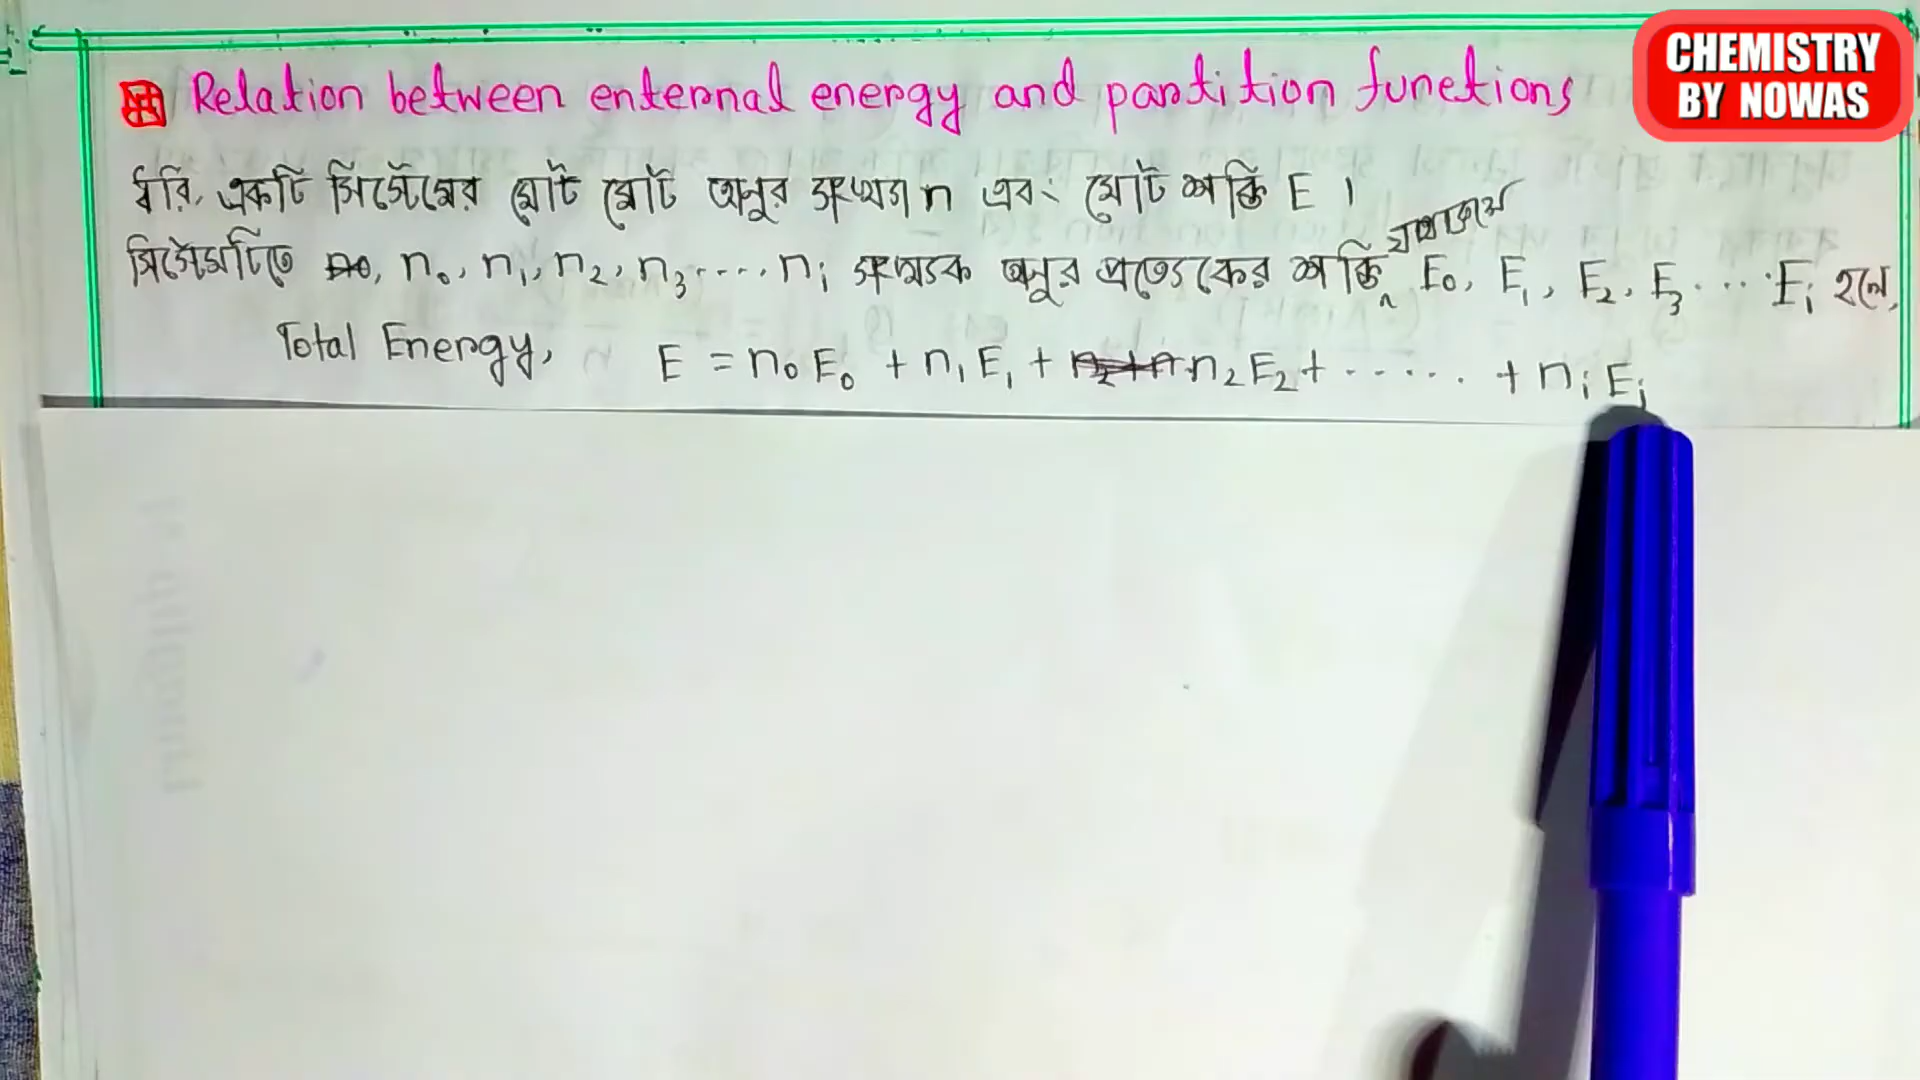 CHEMISTRY
BY NOWAS
Relation between enternal energy and partition functions
ধরি, একটি সিস্টেমের মোট মোট অনুর সংখ্যা n এবং মোট শক্তি E ।
যথাক্রমে
সিস্টেমটিতে n₀, n₁, n₂, n₃ ...., nᵢ সংখ্যক অনুর প্রত্যেকের শক্তি E₀, E₁, E₂, E₃ ... Eᵢ হলে,
Total Energy, E = n₀E₀ + n₁E₁ + n₂E₂ + ...... + nᵢEᵢ